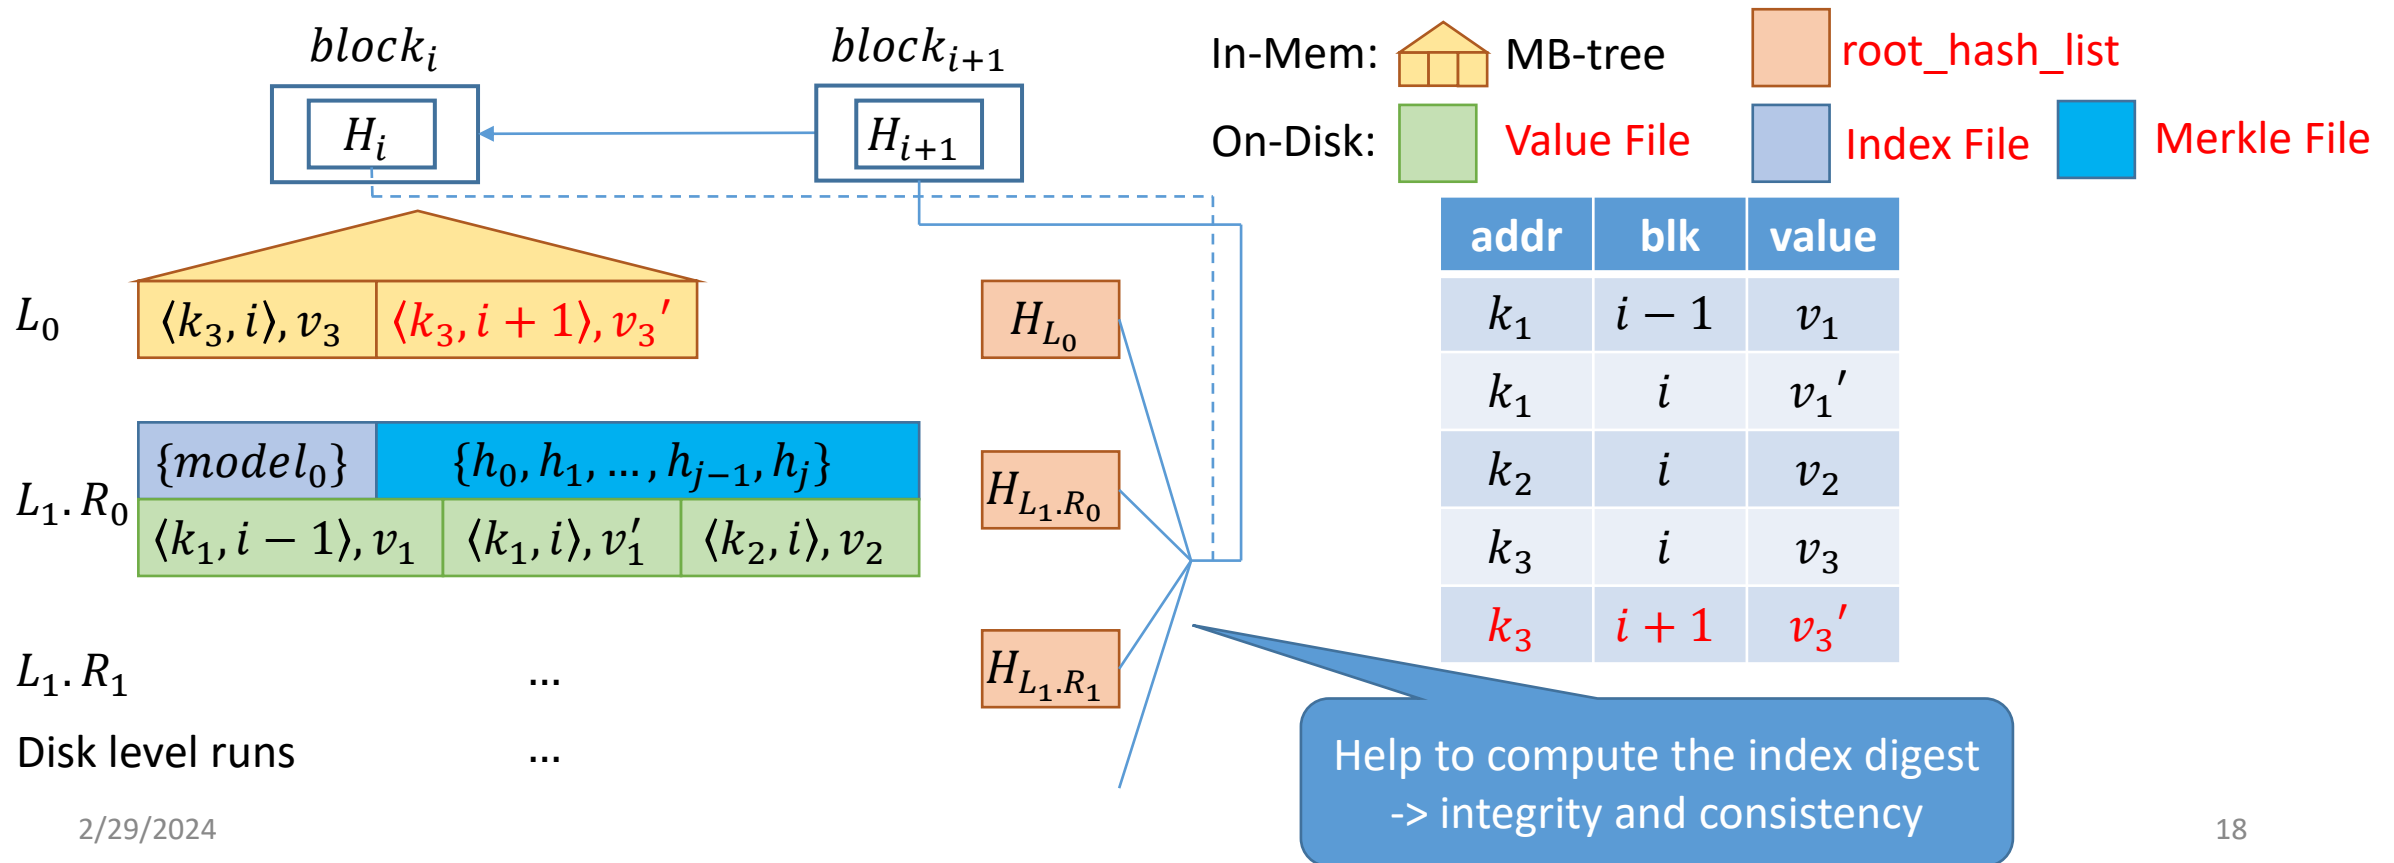 block_i
block_{i+1}
H_i
H_{i+1}
In-Mem:
MB-tree
root_hash_list
On-Disk:
Value File
Index File
Merkle File
L_0
⟨k_3, i⟩, v_3
⟨k_3, i + 1⟩, v_3′
H_{L_0}
L_1.R_0
{model_0}
{h_0, h_1, …, h_{j−1}, h_j}
⟨k_1, i − 1⟩, v_1
⟨k_1, i⟩, v_1′
⟨k_2, i⟩, v_2
H_{L_1.R_0}
L_1.R_1
…
H_{L_1.R_1}
Disk level runs
…
addr blk value
k_1 i − 1 v_1
k_1 i v_1′
k_2 i v_2
k_3 i v_3
k_3 i + 1 v_3′
Help to compute the index digest
-> integrity and consistency
2/29/2024
18